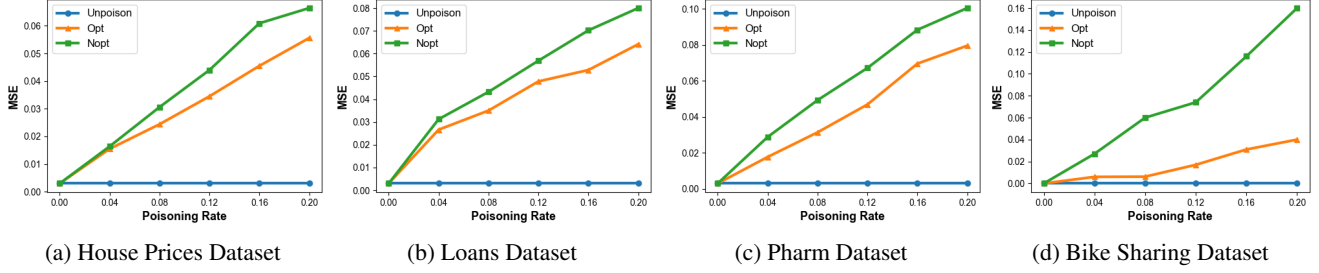 Unpoison
Opt
Nopt
MSE
0.06
0.05
0.04
0.03
0.02
0.01
0.00
0.00 0.04 0.08 0.12 0.16 0.20
Poisoning Rate
(a) House Prices Dataset
Unpoison
Opt
Nopt
MSE
0.08
0.07
0.06
0.05
0.04
0.03
0.02
0.01
0.00
0.00 0.04 0.08 0.12 0.16 0.20
Poisoning Rate
(b) Loans Dataset
Unpoison
Opt
Nopt
MSE
0.10
0.08
0.06
0.04
0.02
0.00
0.00 0.04 0.08 0.12 0.16 0.20
Poisoning Rate
(c) Pharm Dataset
Unpoison
Opt
Nopt
MSE
0.16
0.14
0.12
0.10
0.08
0.06
0.04
0.02
0.00
0.00 0.04 0.08 0.12 0.16 0.20
Poisoning Rate
(d) Bike Sharing Dataset